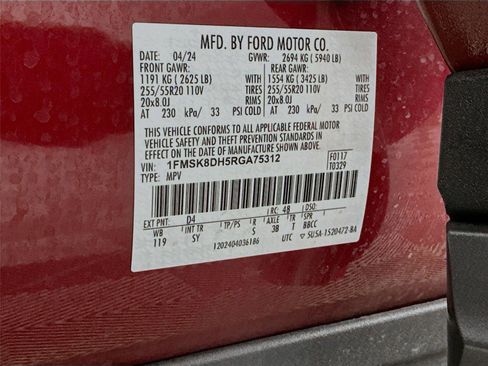 MFD. BY FORD MOTOR CO.
DATE: 04/24 GVWR: 2694 KG (5940 LB)
FRONT GAWR: REAR GAWR:
1191 KG (2625 LB) WITH 1554 KG (3425 LB) WITH
255/55R20 110V TIRES 255/55R20 110V TIRES
20x8.0J RIMS 20x8.0J RIMS
AT 230 kPa/ 33 PSI COLD AT 230 kPa/ 33 PSI COLD
THIS VEHICLE CONFORMS TO ALL APPLICABLE FEDERAL MOTOR
VEHICLE SAFETY AND THEFT PREVENTION STANDARDS IN EFFECT ON
THE DATE OF MANUFACTURE SHOWN ABOVE.
VIN: 1FMSK8DH5RGA75312 F0117
TYPE: MPV T0329
EXT PNT: D4 RC: 48
WB INT TR TP/PS R AXLE TR SPR
119 SY S 3B T BBCC
1202404036186 UTC 5U5A-1520472-BA